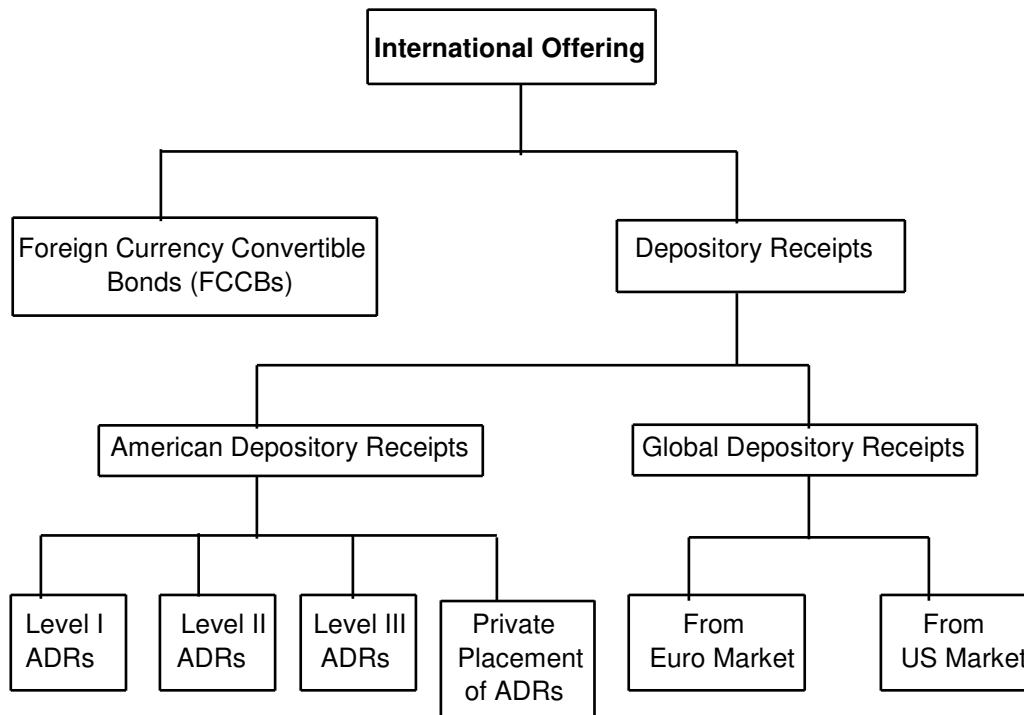 International Offering
Foreign Currency Convertible
Bonds (FCCBs)
Depository Receipts
American Depository Receipts
Global Depository Receipts
Level I
ADRs
Level II
ADRs
Level III
ADRs
Private
Placement
of ADRs
From
Euro Market
From
US Market